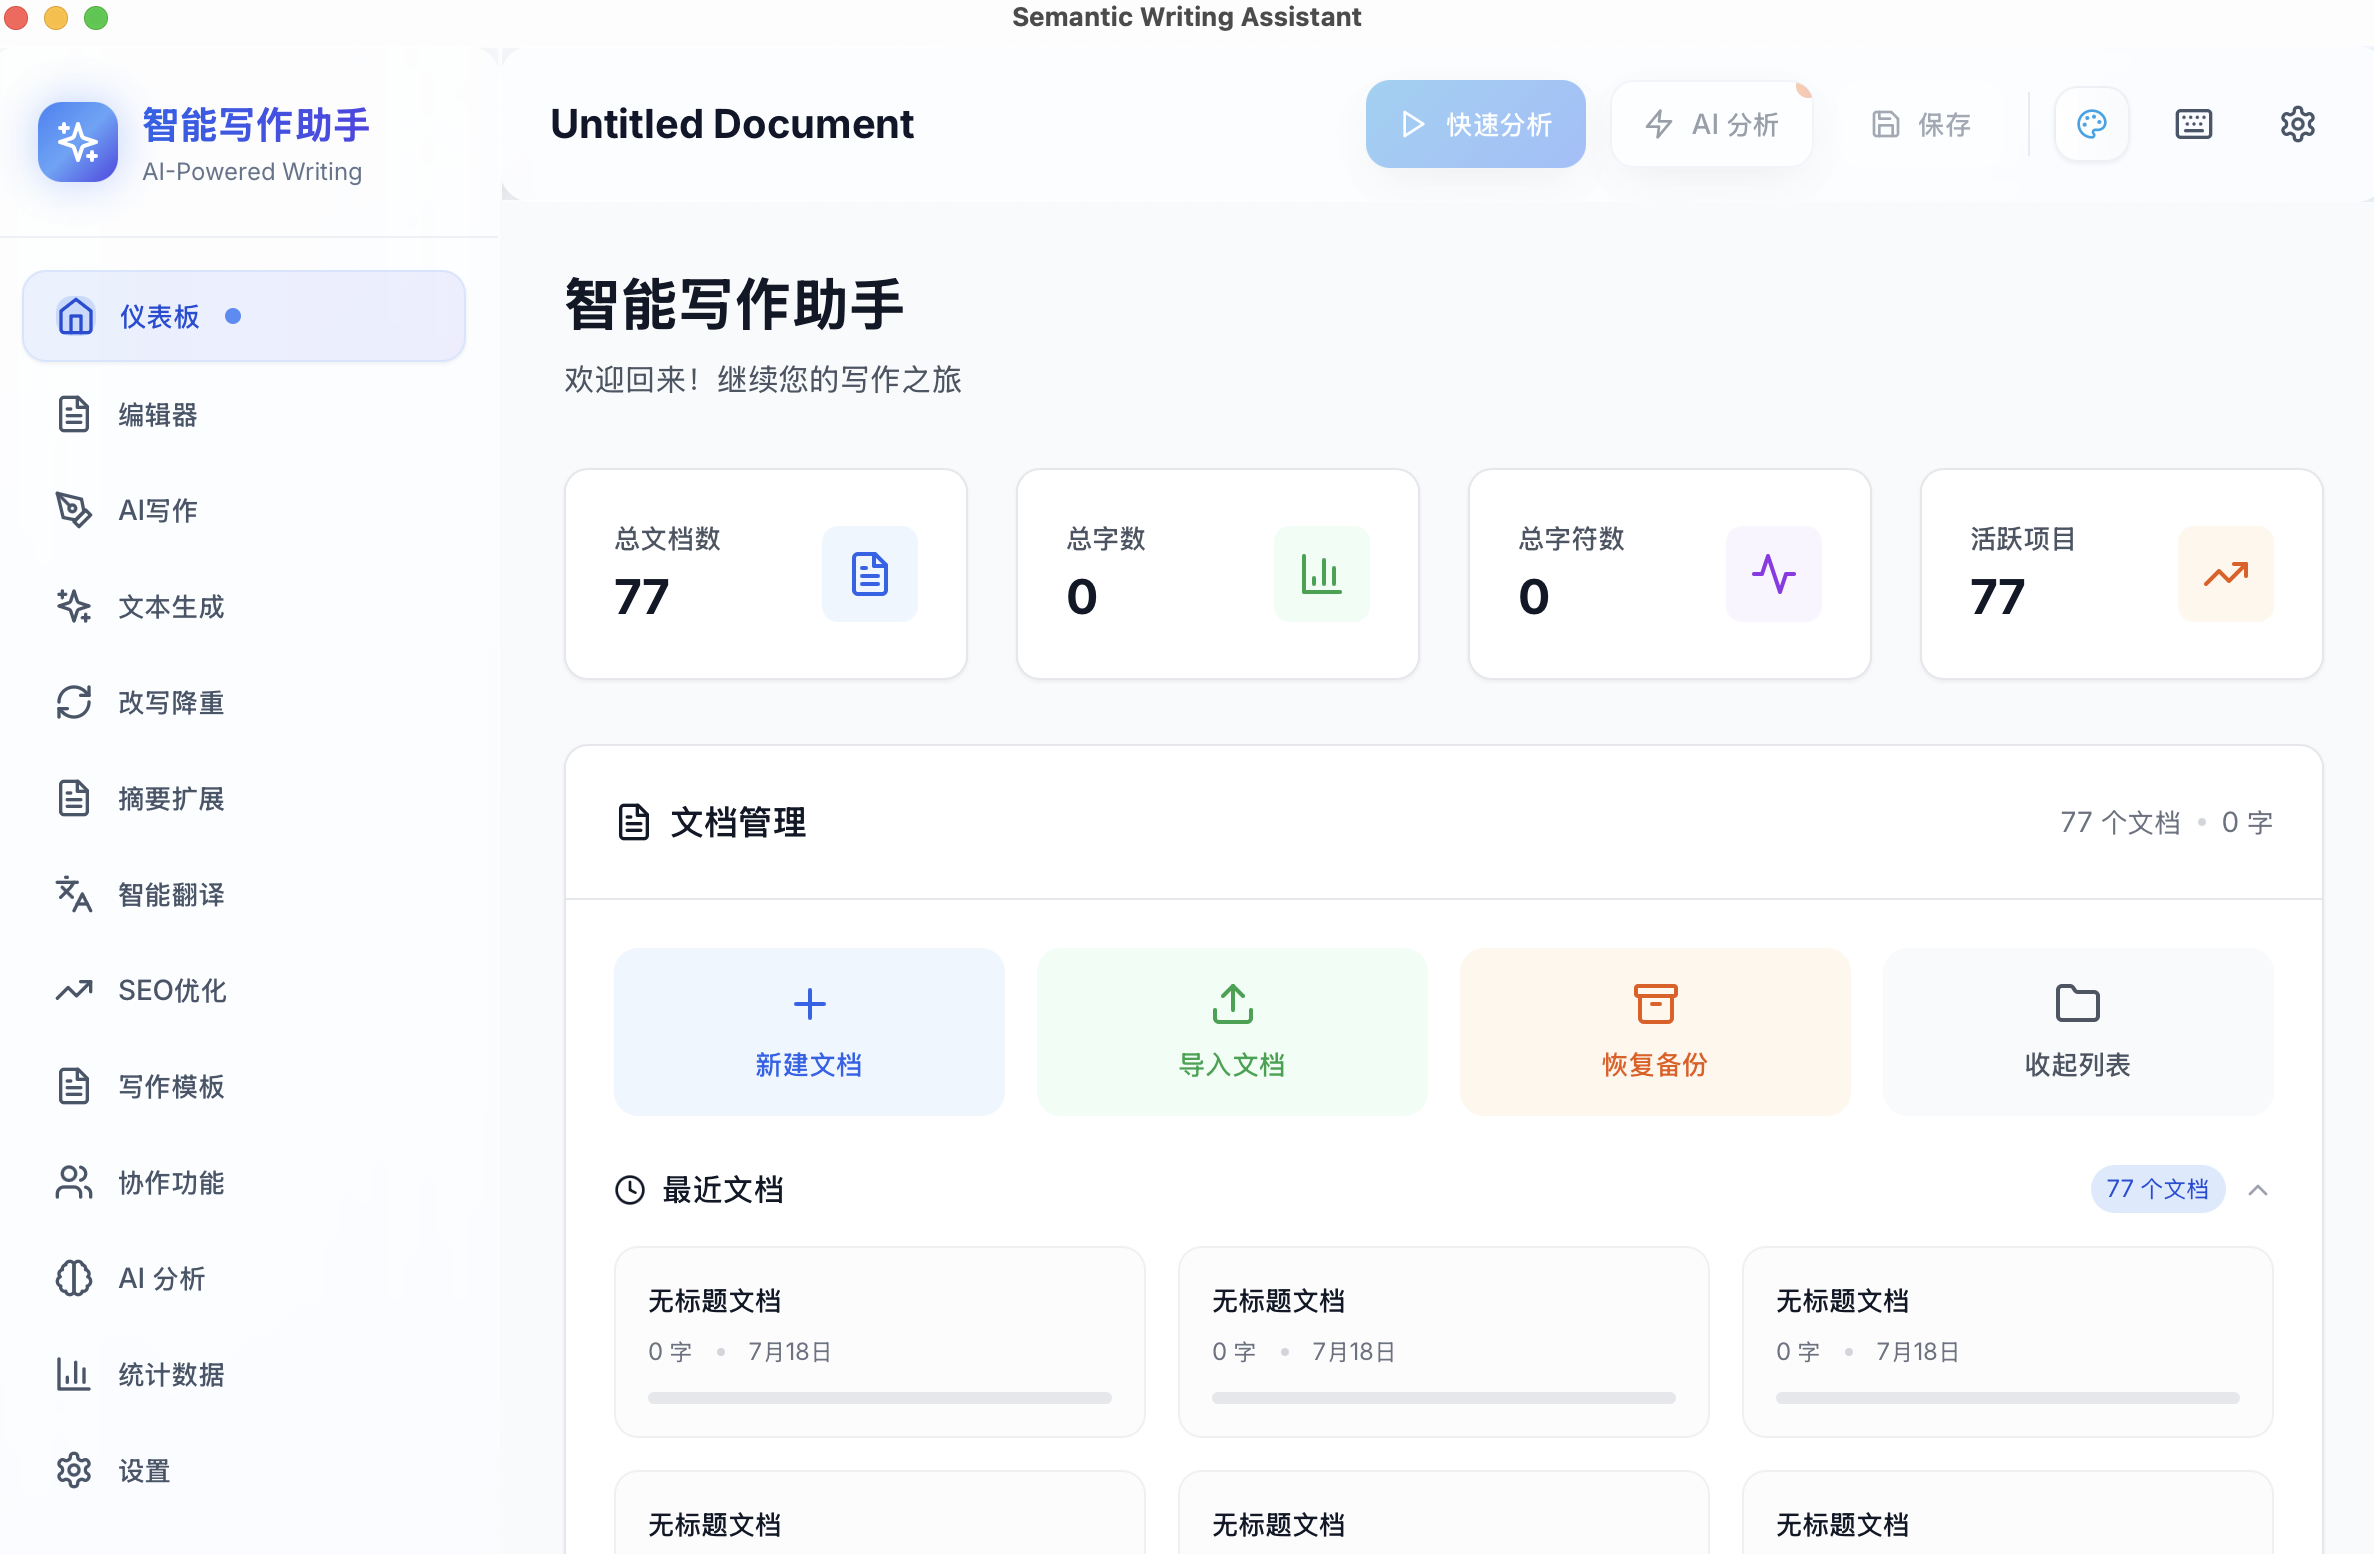 Semantic Writing Assistant
智能写作助手
AI-Powered Writing
仪表板
编辑器
AI写作
文本生成
改写降重
摘要扩展
智能翻译
SEO优化
写作模板
协作功能
AI 分析
统计数据
设置
Untitled Document
快速分析
AI 分析
保存
智能写作助手
欢迎回来！继续您的写作之旅
总文档数
77
总字数
0
总字符数
0
活跃项目
77
文档管理
77 个文档 • 0 字
新建文档
导入文档
恢复备份
收起列表
最近文档
77 个文档
无标题文档
0 字 • 7月18日
无标题文档
0 字 • 7月18日
无标题文档
0 字 • 7月18日
无标题文档
无标题文档
无标题文档